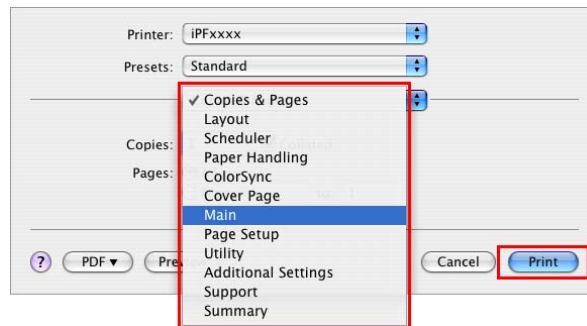 Printer: iPFxxxx
Presets: Standard
✓ Copies & Pages
Layout
Scheduler
Copies:
Paper Handling
Pages:
ColorSync
Cover Page
Main
Page Setup
Utility
Additional Settings
Support
Summary
? PDF ▼ Pre Cancel Print